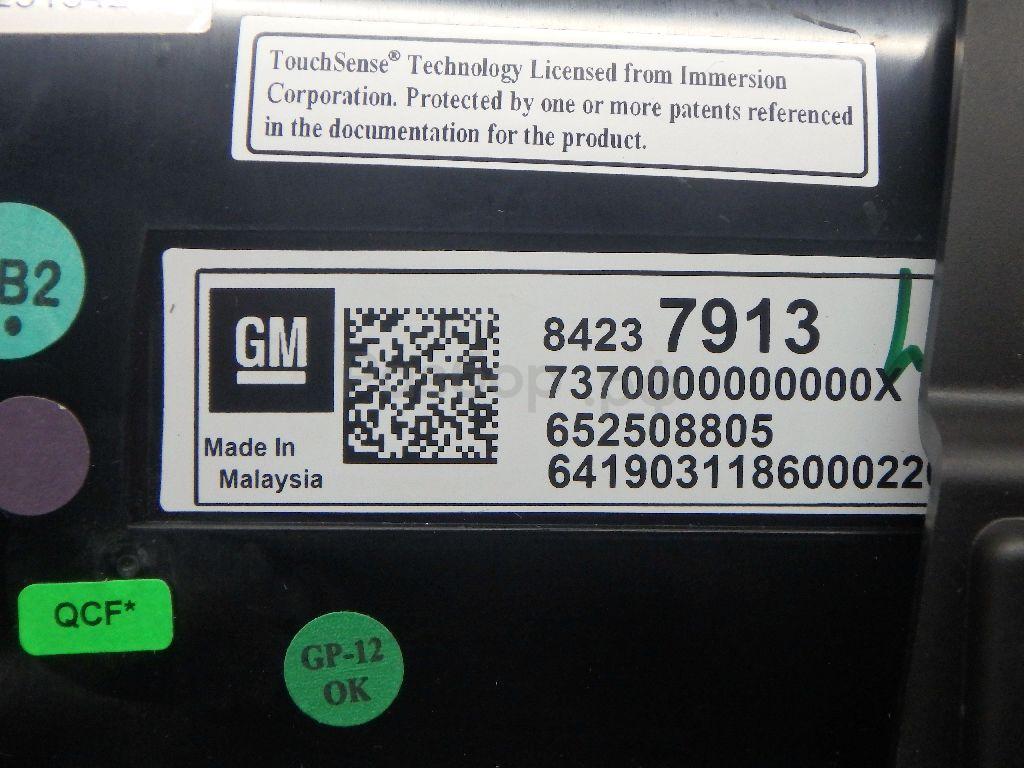 TouchSense® Technology Licensed from Immersion
Corporation. Protected by one or more patents referenced
in the documentation for the product.
B2
GM
8423 7913
7370000000000X
652508805
641903118600022
Made In
Malaysia
QCF*
GP-12
OK